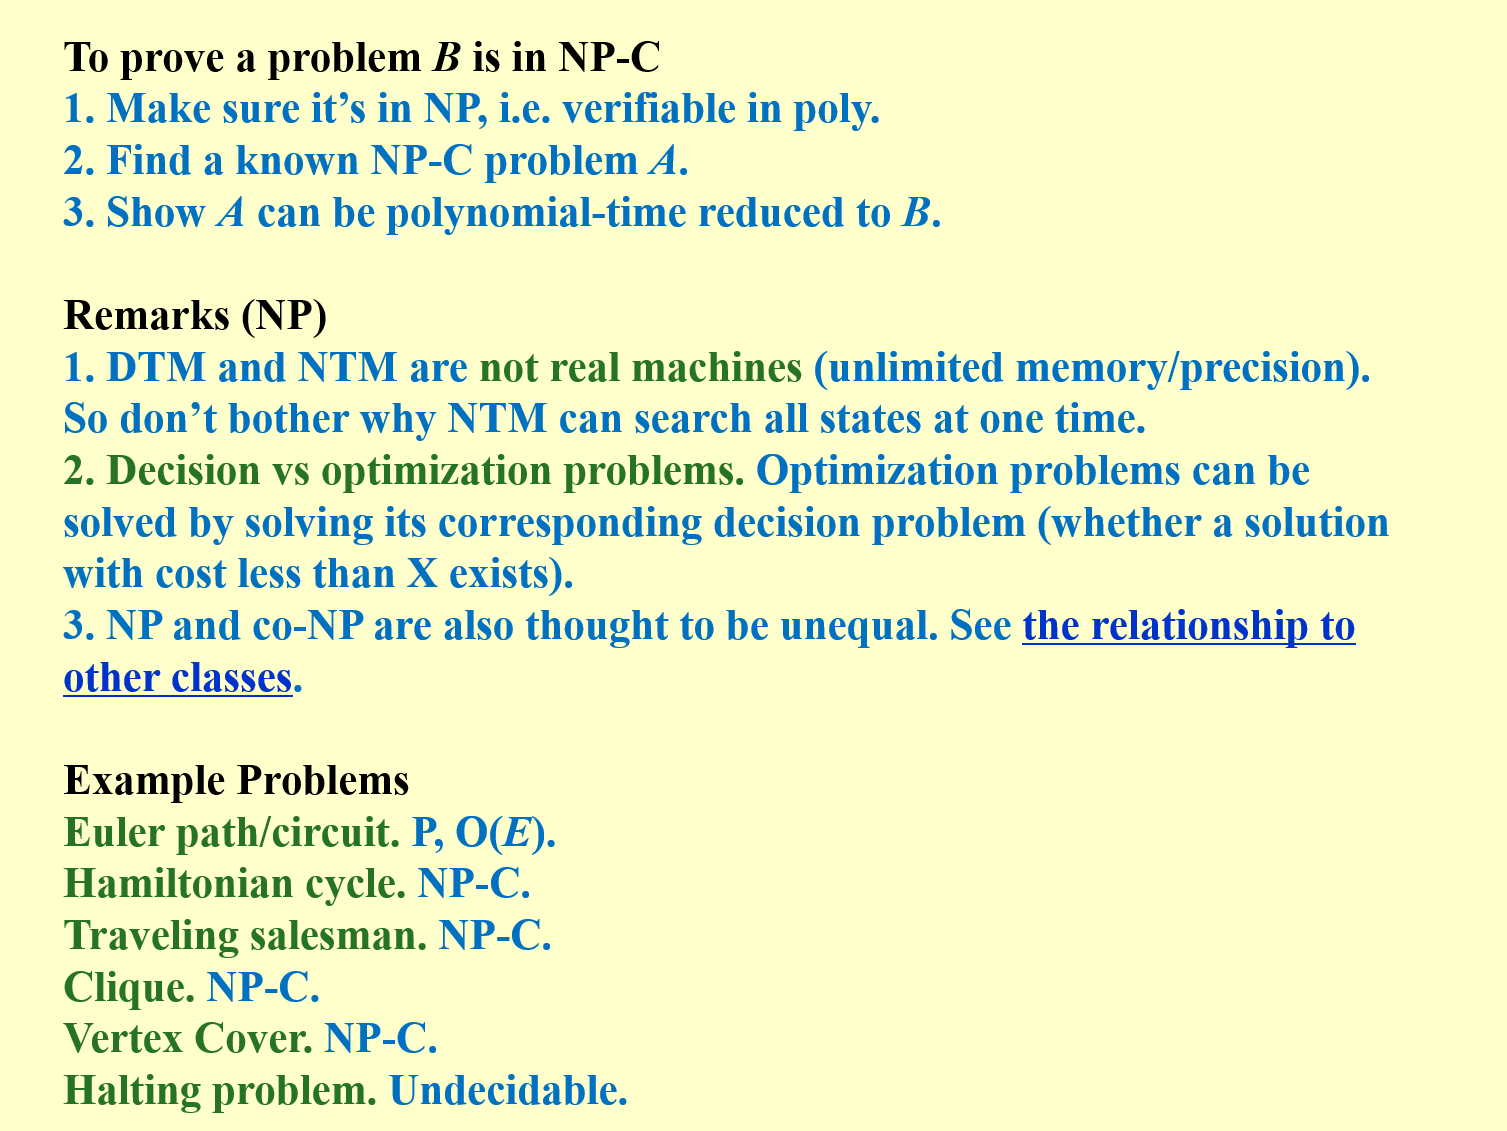 To prove a problem B is in NP-C
1. Make sure it’s in NP, i.e. verifiable in poly.
2. Find a known NP-C problem A.
3. Show A can be polynomial-time reduced to B.
Remarks (NP)
1. DTM and NTM are not real machines (unlimited memory/precision).
So don’t bother why NTM can search all states at one time.
2. Decision vs optimization problems. Optimization problems can be
solved by solving its corresponding decision problem (whether a solution
with cost less than X exists).
3. NP and co-NP are also thought to be unequal. See the relationship to
other classes.
Example Problems
Euler path/circuit. P, O(E).
Hamiltonian cycle. NP-C.
Traveling salesman. NP-C.
Clique. NP-C.
Vertex Cover. NP-C.
Halting problem. Undecidable.